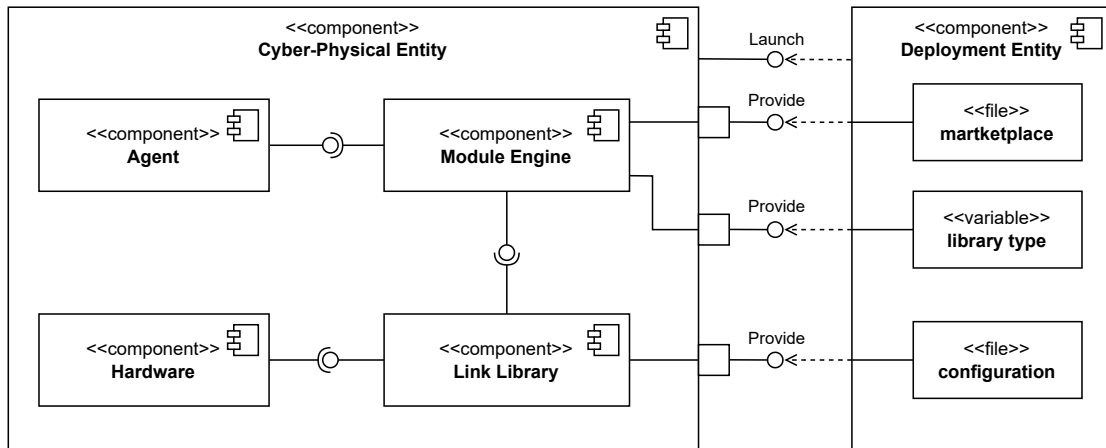 <<component>>
Cyber-Physical Entity
Launch
<<component>>
Deployment Entity
<<component>>
Agent
<<component>>
Module Engine
Provide
<<file>>
martketplace
Provide
<<variable>>
library type
<<component>>
Hardware
<<component>>
Link Library
Provide
<<file>>
configuration